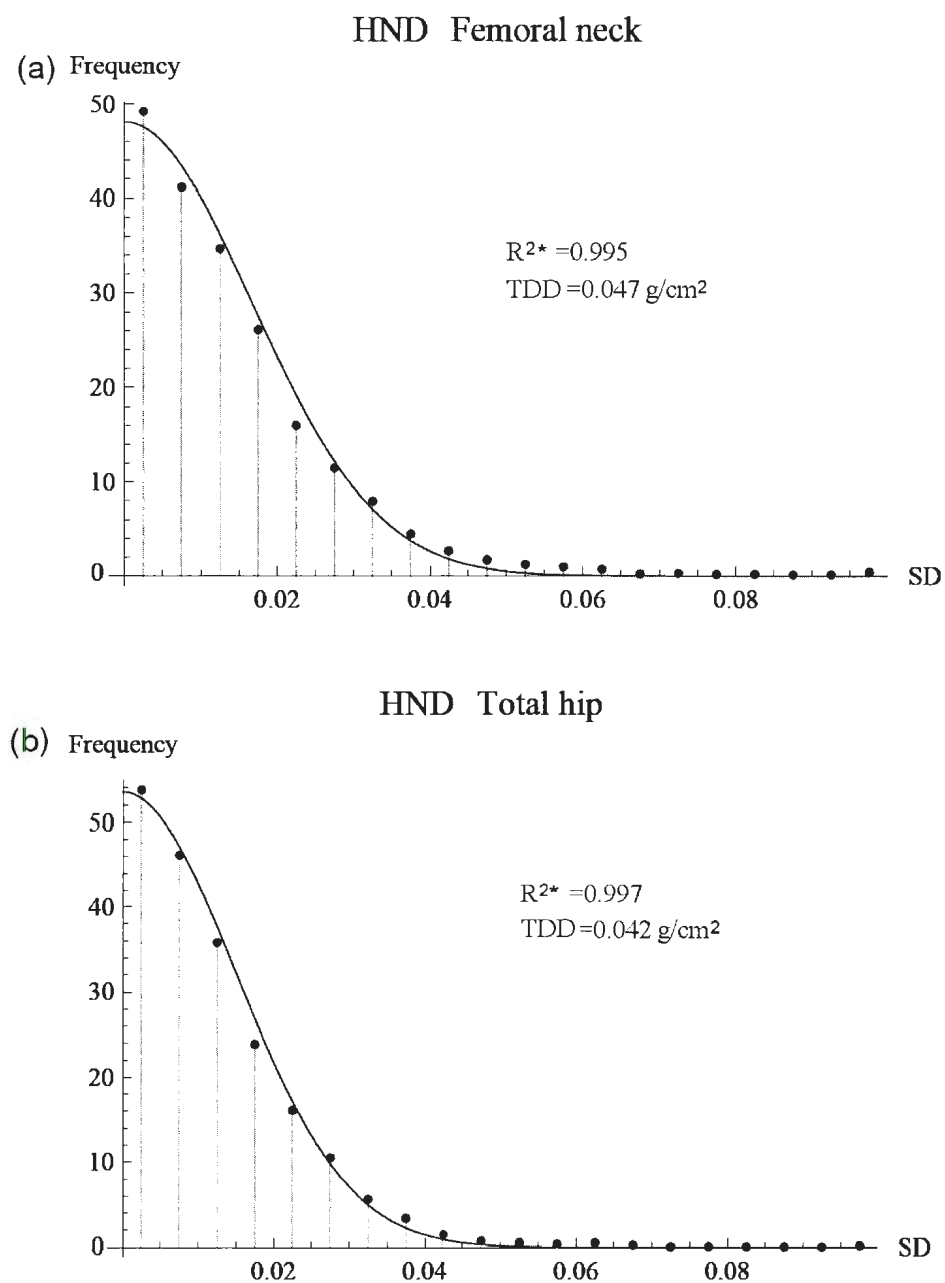 HND Femoral neck
(a) Frequency
50
40
30
20
10
0
R2* =0.995
TDD =0.047 g/cm2
0.02 0.04 0.06 0.08 SD
HND Total hip
(b) Frequency
50
40
30
20
10
0
R2* =0.997
TDD =0.042 g/cm2
0.02 0.04 0.06 0.08 SD